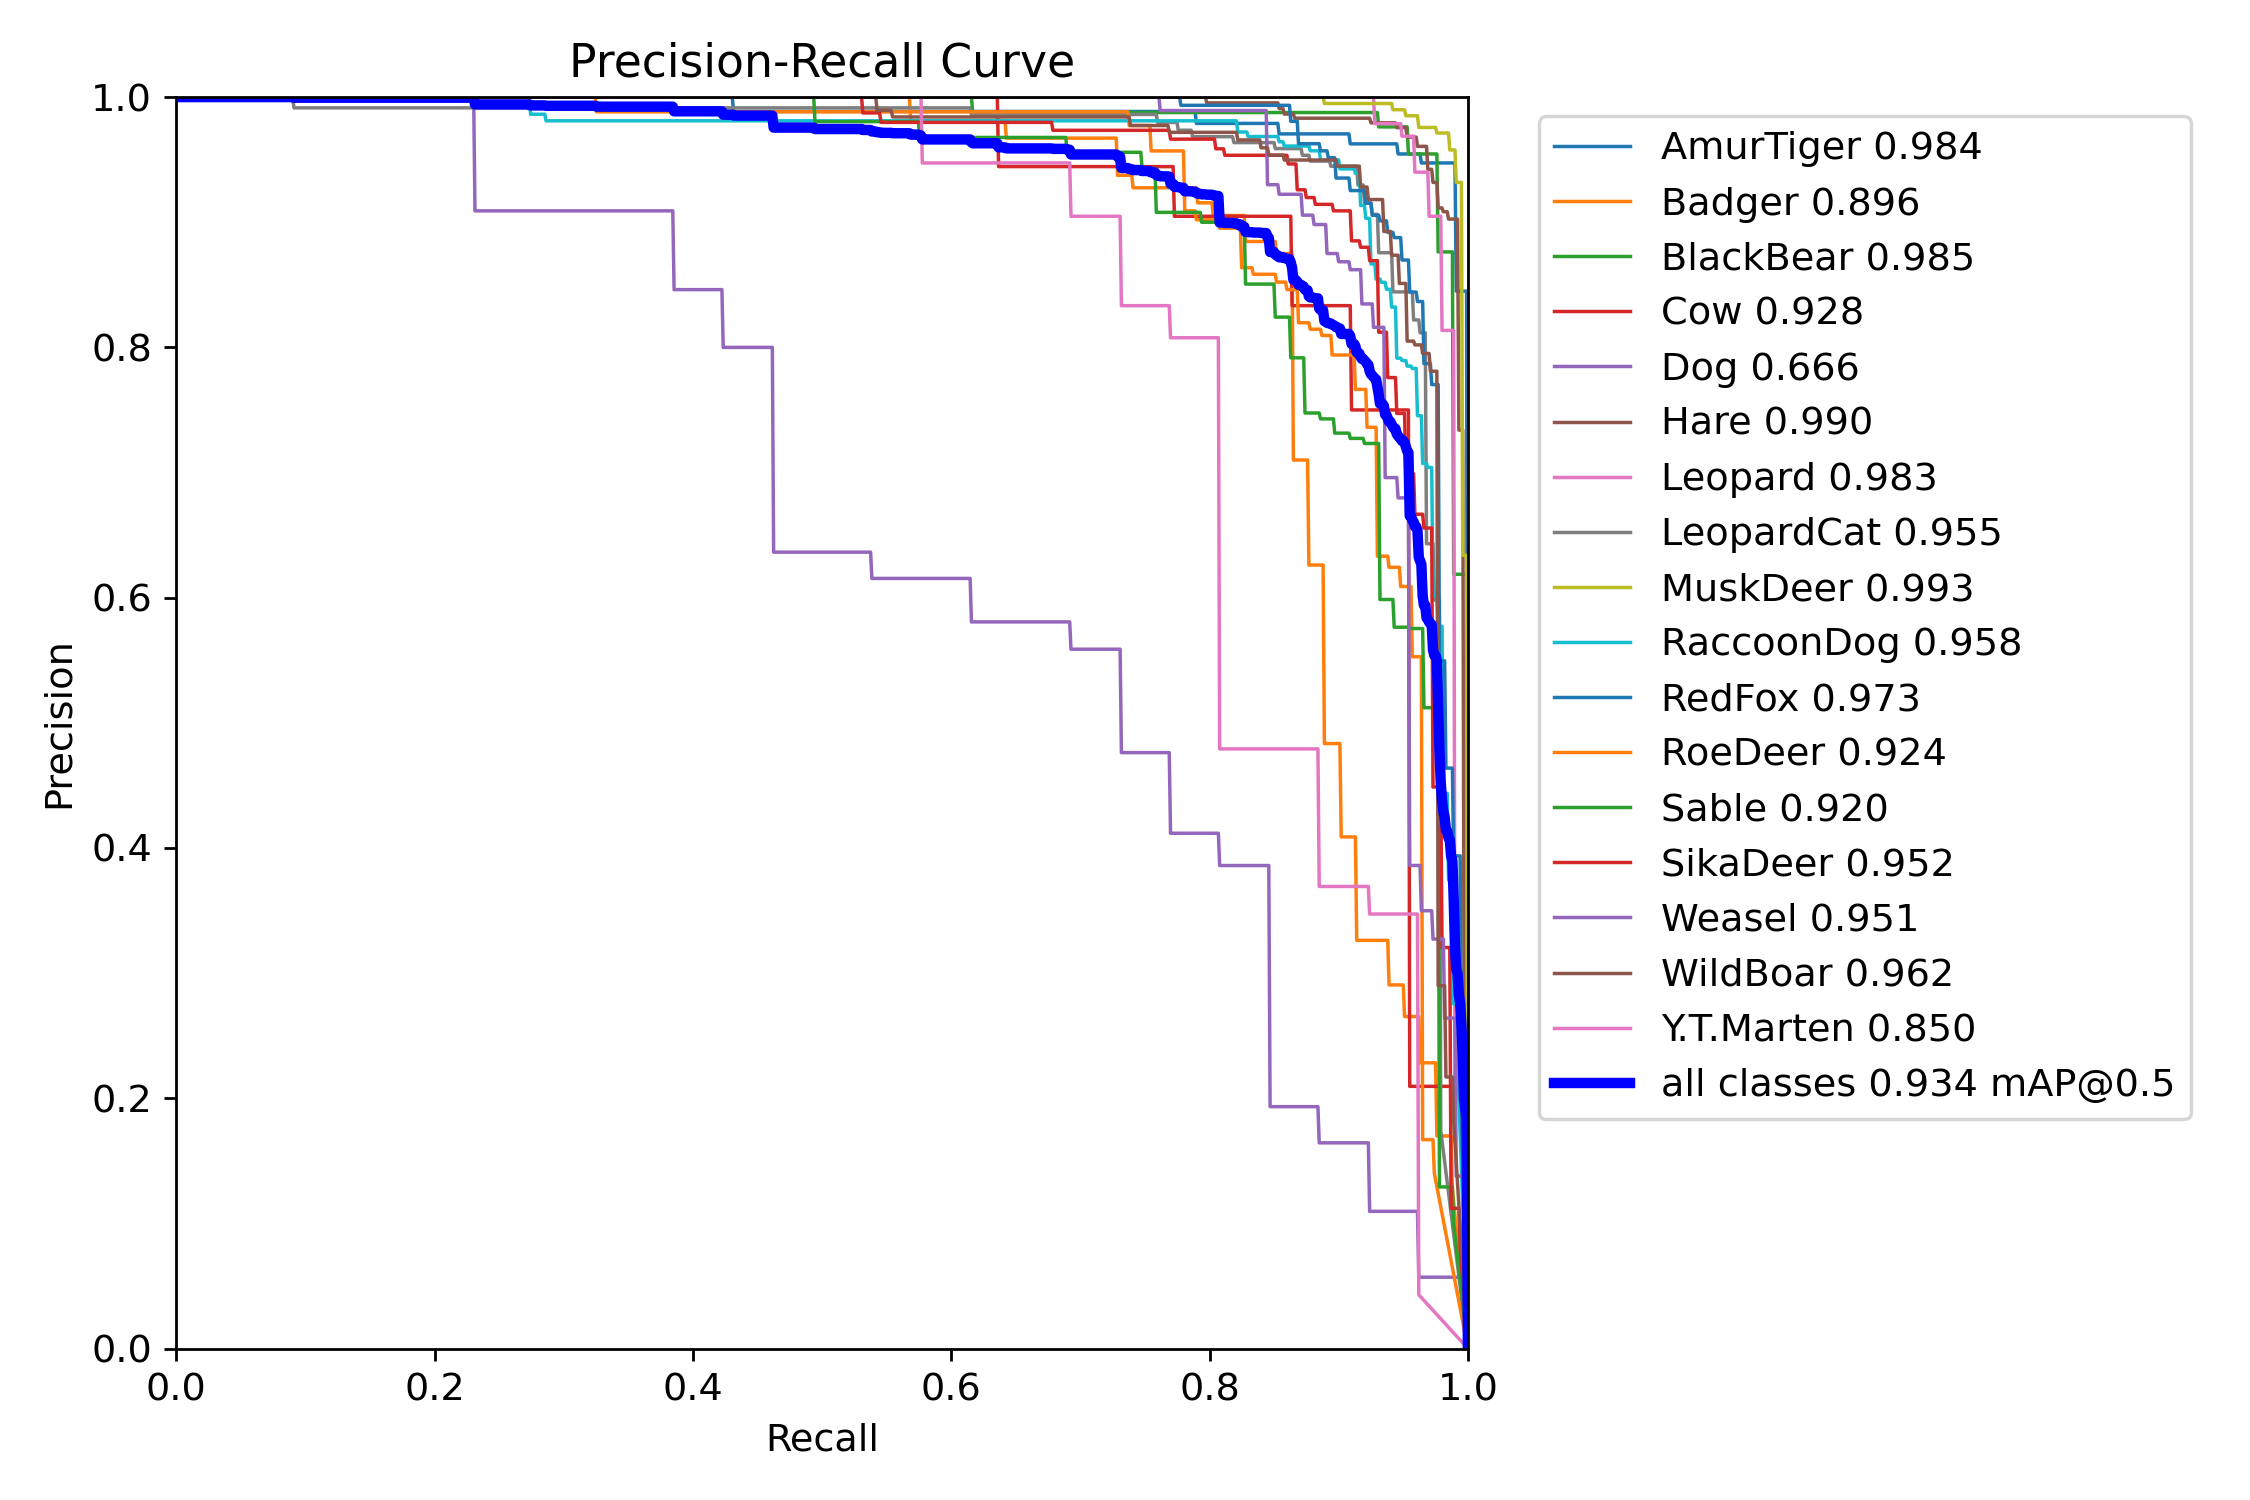 Precision-Recall Curve
1.0
0.8
0.6
0.4
0.2
0.0
Precision
0.0 0.2 0.4 0.6 0.8 1.0
Recall
AmurTiger 0.984
Badger 0.896
BlackBear 0.985
Cow 0.928
Dog 0.666
Hare 0.990
Leopard 0.983
LeopardCat 0.955
MuskDeer 0.993
RaccoonDog 0.958
RedFox 0.973
RoeDeer 0.924
Sable 0.920
SikaDeer 0.952
Weasel 0.951
WildBoar 0.962
Y.T.Marten 0.850
all classes 0.934 mAP@0.5